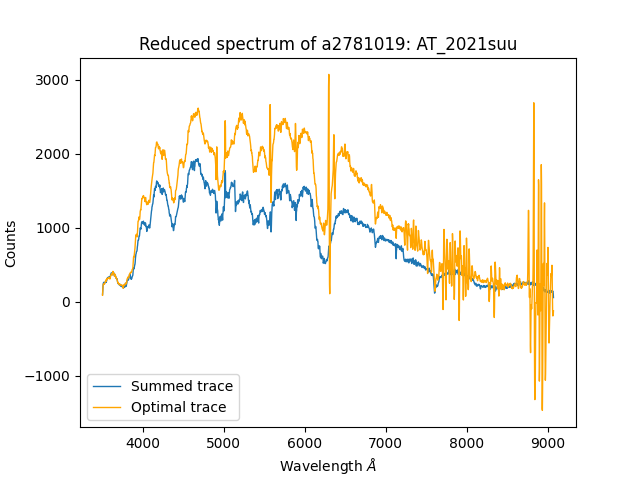 Reduced spectrum of a2781019: AT_2021suu
3000
2000
1000
0
−1000
Counts
Summed trace
Optimal trace
4000 5000 6000 7000 8000 9000
Wavelength Å